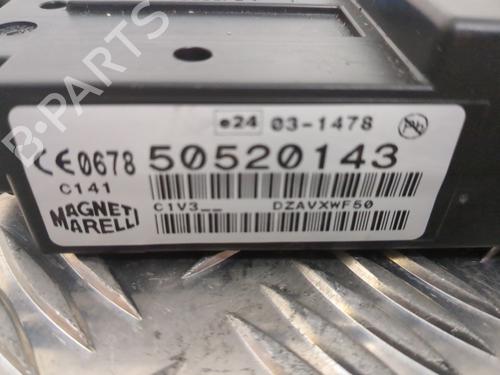 e24 03-1478
CE0678 50520143
C141
C1V3__ DZAVXWF50
MAGNETI
MARELLI
B-PARTS